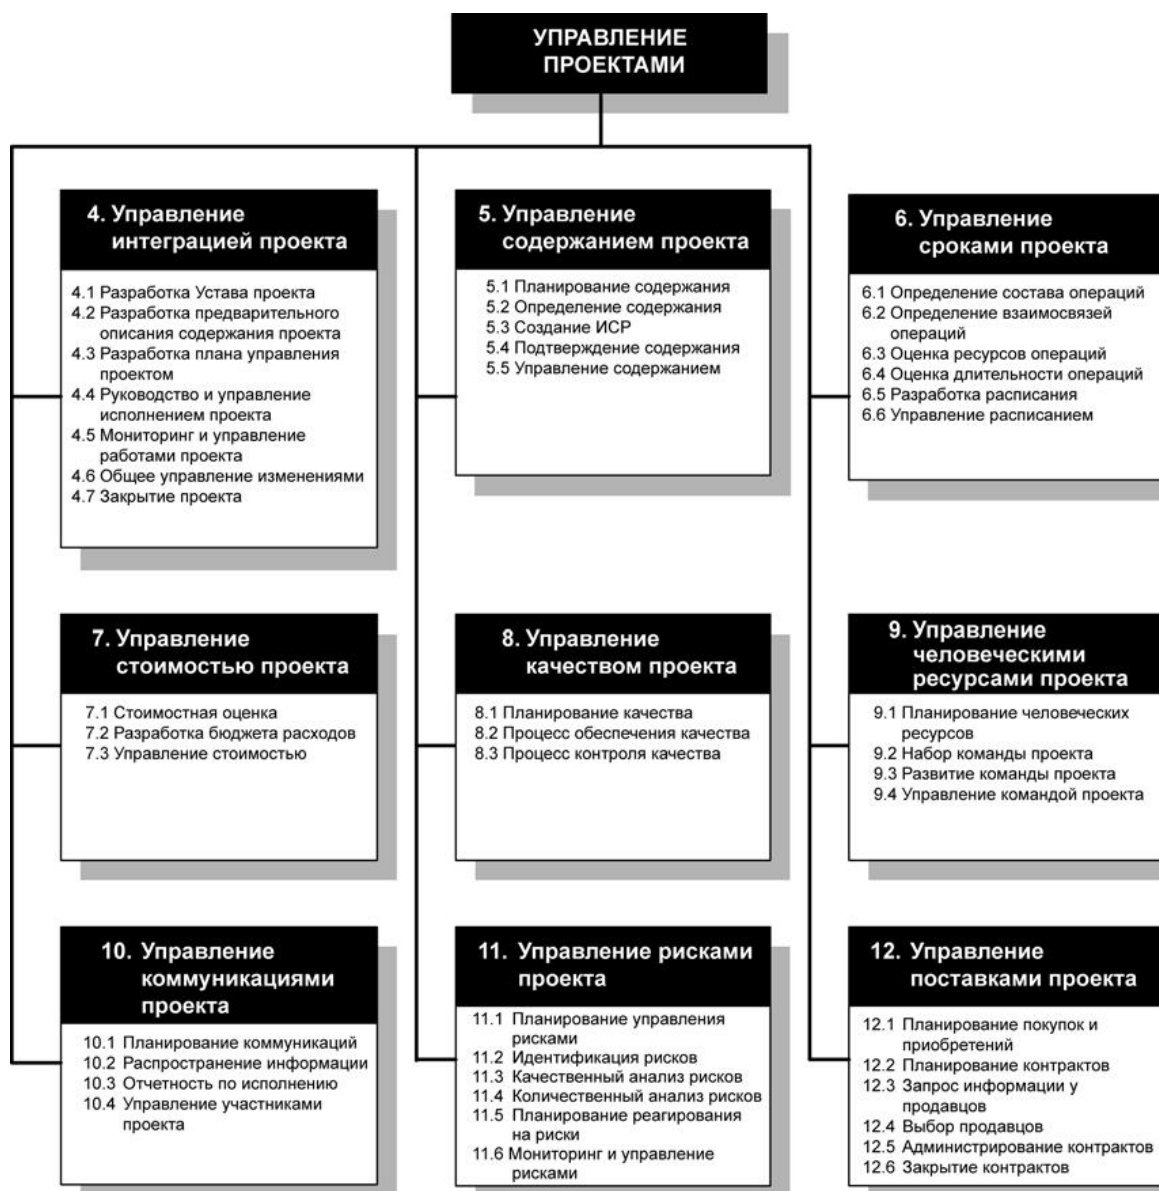 УПРАВЛЕНИЕ
ПРОЕКТАМИ
4. Управление
интеграцией проекта
4.1 Разработка Устава проекта
4.2 Разработка предварительного
описания содержания проекта
4.3 Разработка плана управления
проектом
4.4 Руководство и управление
исполнением проекта
4.5 Мониторинг и управление
работами проекта
4.6 Общее управление изменениями
4.7 Закрытие проекта
5. Управление
содержанием проекта
5.1 Планирование содержания
5.2 Определение содержания
5.3 Создание ИСР
5.4 Подтверждение содержания
5.5 Управление содержанием
6. Управление
сроками проекта
6.1 Определение состава операций
6.2 Определение взаимосвязей
операций
6.3 Оценка ресурсов операций
6.4 Оценка длительности операций
6.5 Разработка расписания
6.6 Управление расписанием
7. Управление
стоимостью проекта
7.1 Стоимостная оценка
7.2 Разработка бюджета расходов
7.3 Управление стоимостью
8. Управление
качеством проекта
8.1 Планирование качества
8.2 Процесс обеспечения качества
8.3 Процесс контроля качества
9. Управление
человеческими
ресурсами проекта
9.1 Планирование человеческих
ресурсов
9.2 Набор команды проекта
9.3 Развитие команды проекта
9.4 Управление командой проекта
10. Управление
коммуникациями
проекта
10.1 Планирование коммуникаций
10.2 Распространение информации
10.3 Отчетность по исполнению
10.4 Управление участниками
проекта
11. Управление рисками
проекта
11.1 Планирование управления
рисками
11.2 Идентификация рисков
11.3 Качественный анализ рисков
11.4 Количественный анализ рисков
11.5 Планирование реагирования
на риски
11.6 Мониторинг и управление
рисками
12. Управление
поставками проекта
12.1 Планирование покупок и
приобретений
12.2 Планирование контрактов
12.3 Запрос информации у
продавцов
12.4 Выбор продавцов
12.5 Администрирование контрактов
12.6 Закрытие контрактов